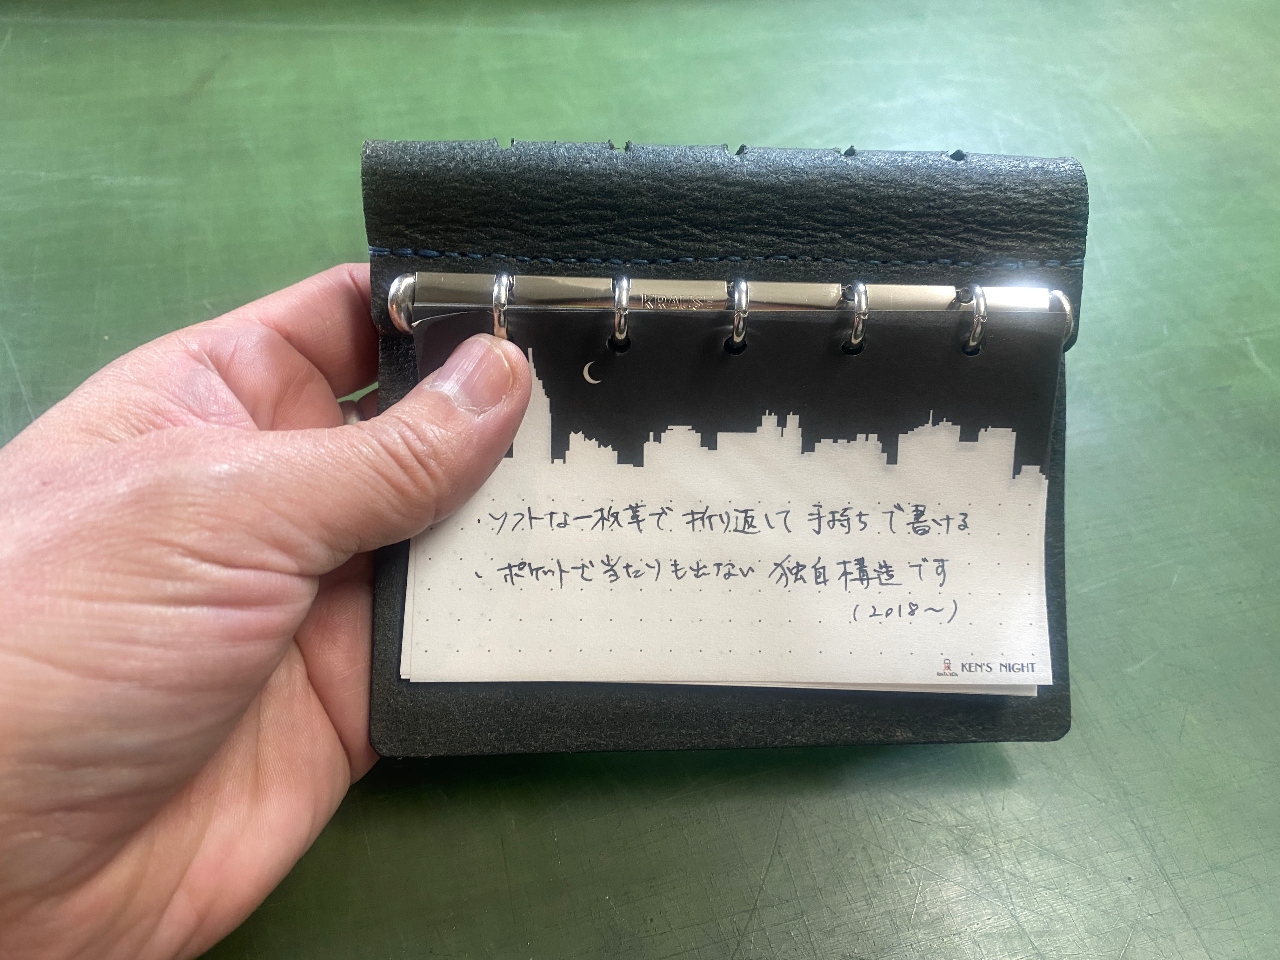 ・ソフトな一枚革で 折り返して 手持ちで書ける
・ポケットで当たりも出ない 独自構造です
(2018〜)
KEN'S NIGHT